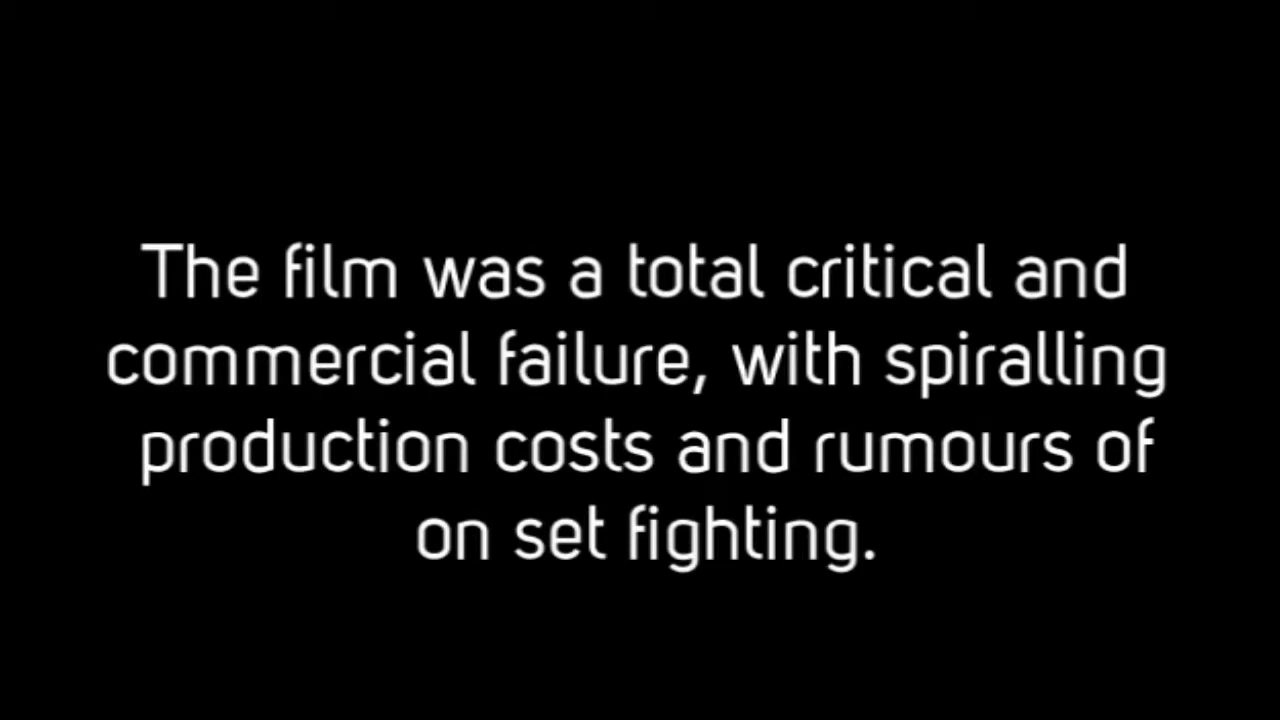 The film was a total critical and
commercial failure, with spiralling
production costs and rumours of
on set fighting.